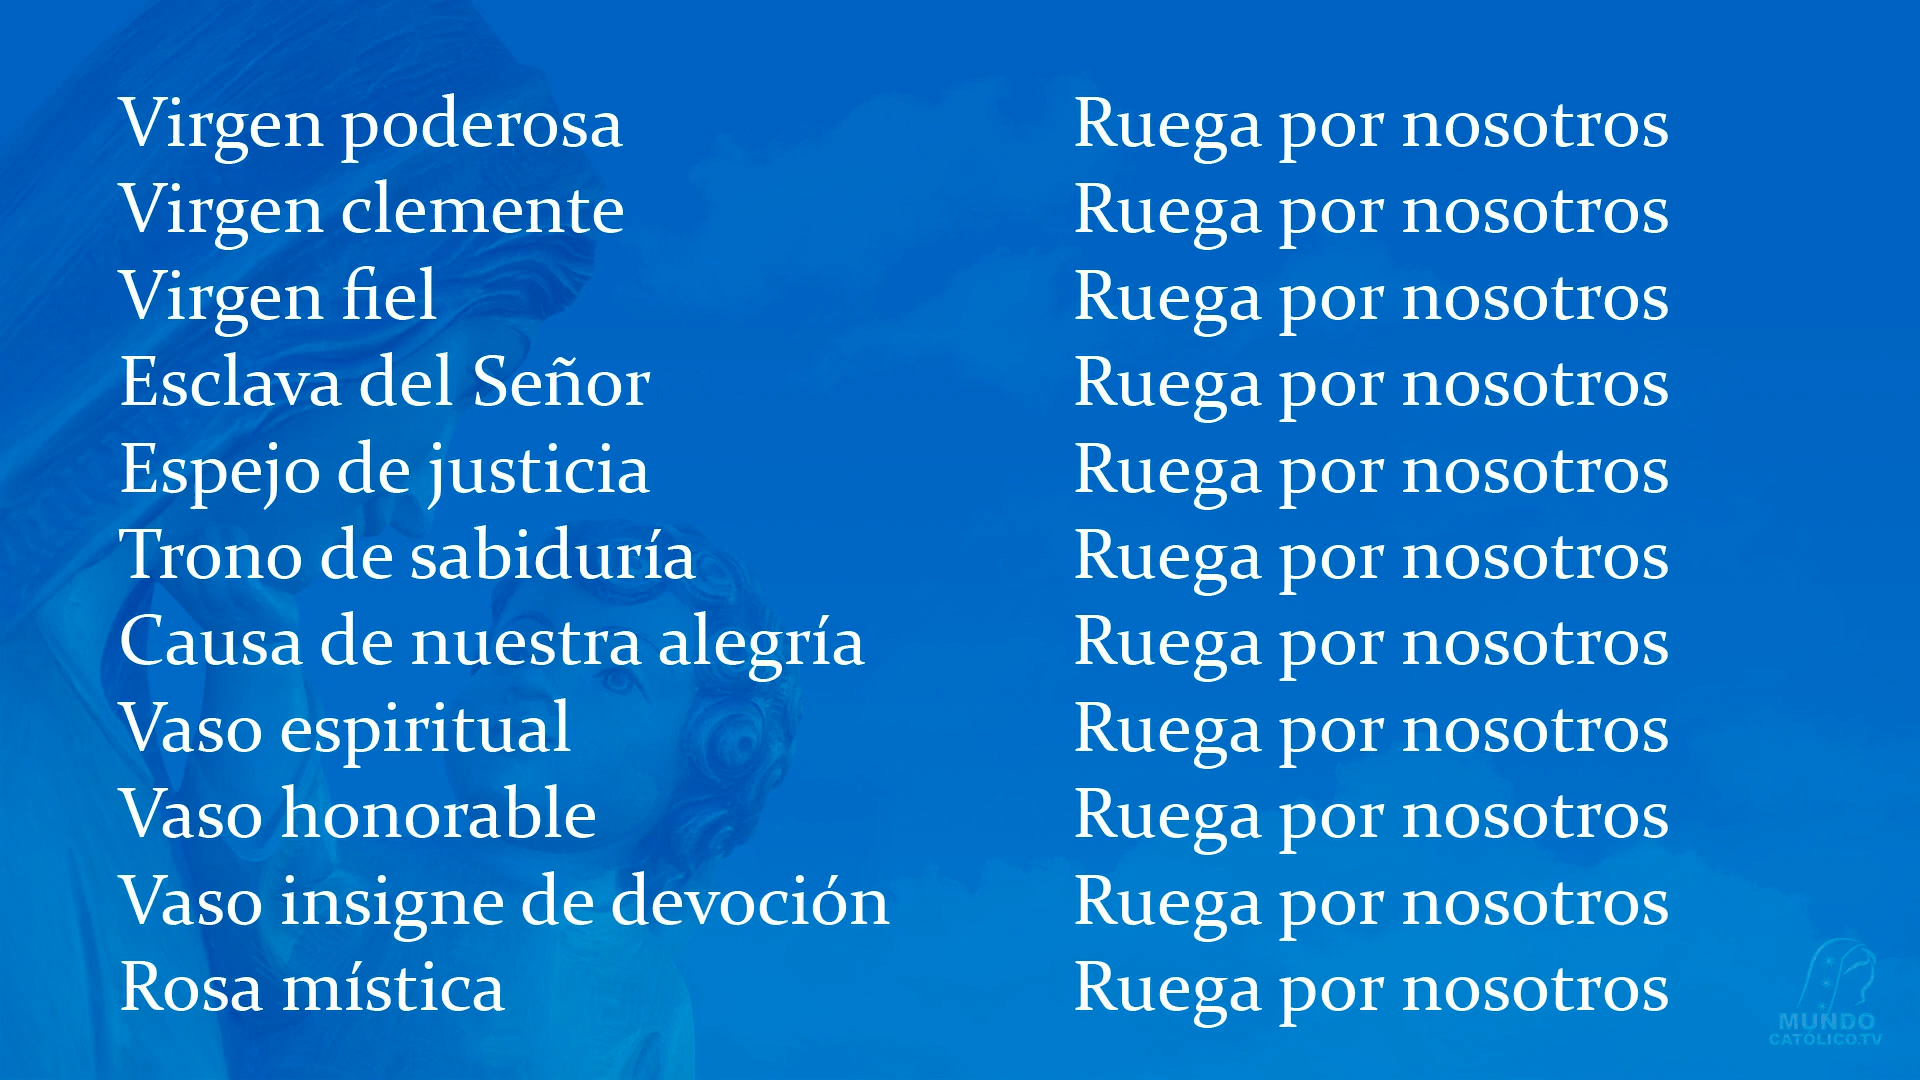 Virgen poderosa Ruega por nosotros
Virgen clemente Ruega por nosotros
Virgen fiel Ruega por nosotros
Esclava del Señor Ruega por nosotros
Espejo de justicia Ruega por nosotros
Trono de sabiduría Ruega por nosotros
Causa de nuestra alegría Ruega por nosotros
Vaso espiritual Ruega por nosotros
Vaso honorable Ruega por nosotros
Vaso insigne de devoción Ruega por nosotros
Rosa mística Ruega por nosotros
MUNDO
CATOLICO.TV